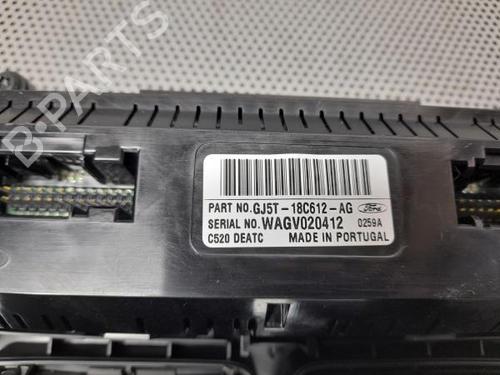 B-PARTS
PART NO.GJ5T-18C612-AG Ford
SERIAL NO.WAGV020412 0259A
C520 DEATC MADE IN PORTUGAL